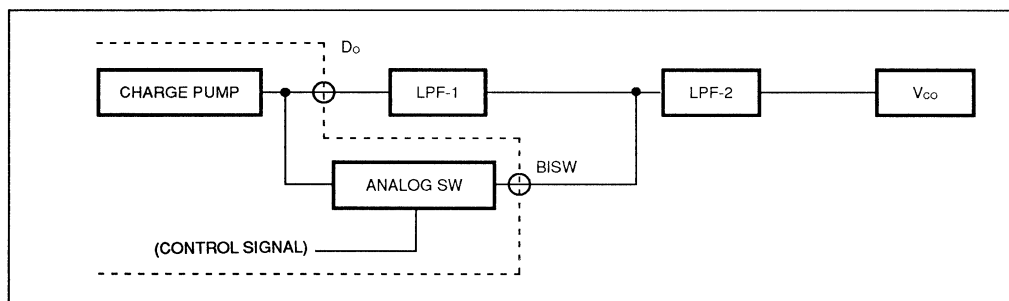 Do
CHARGE PUMP
LPF-1
LPF-2
Vco
ANALOG SW
BISW
(CONTROL SIGNAL)